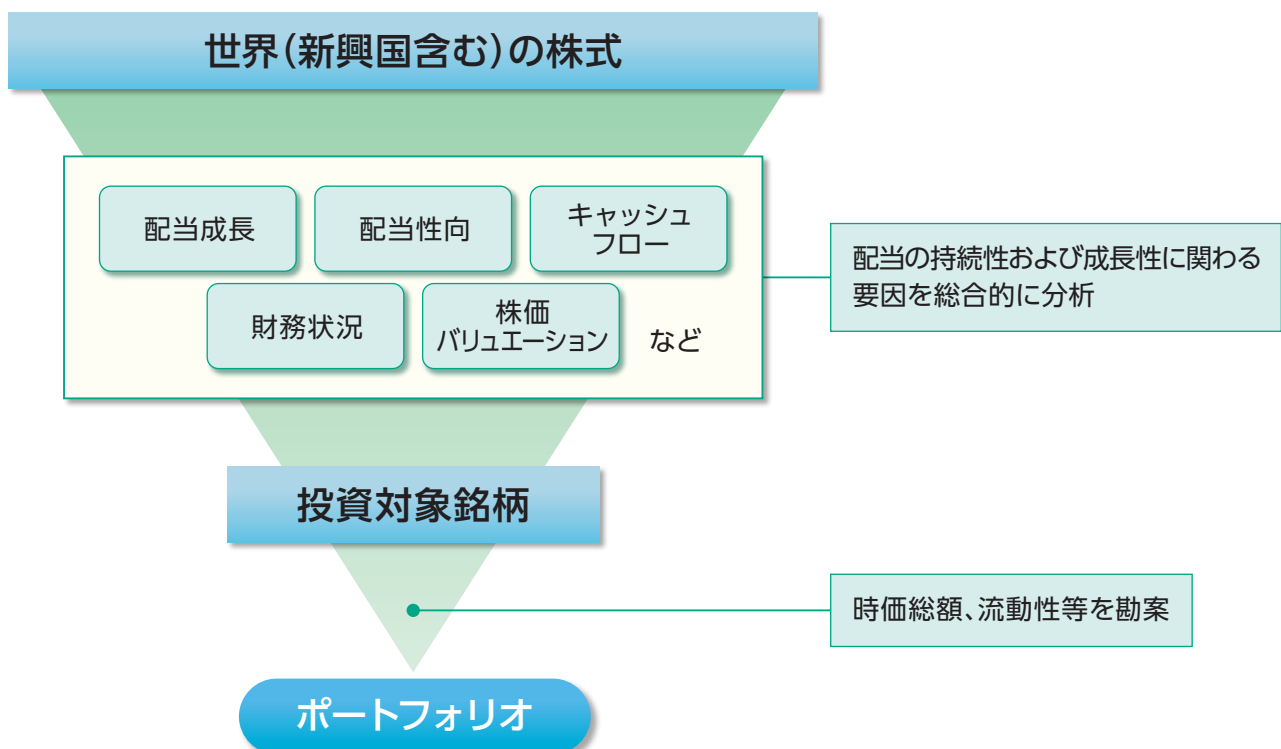 世界（新興国含む）の株式
配当成長
配当性向
キャッシュ
フロー
配当の持続性および成長性に関わる
要因を総合的に分析
財務状況
株価
バリュエーション
など
投資対象銘柄
時価総額、流動性等を勘案
ポートフォリオ